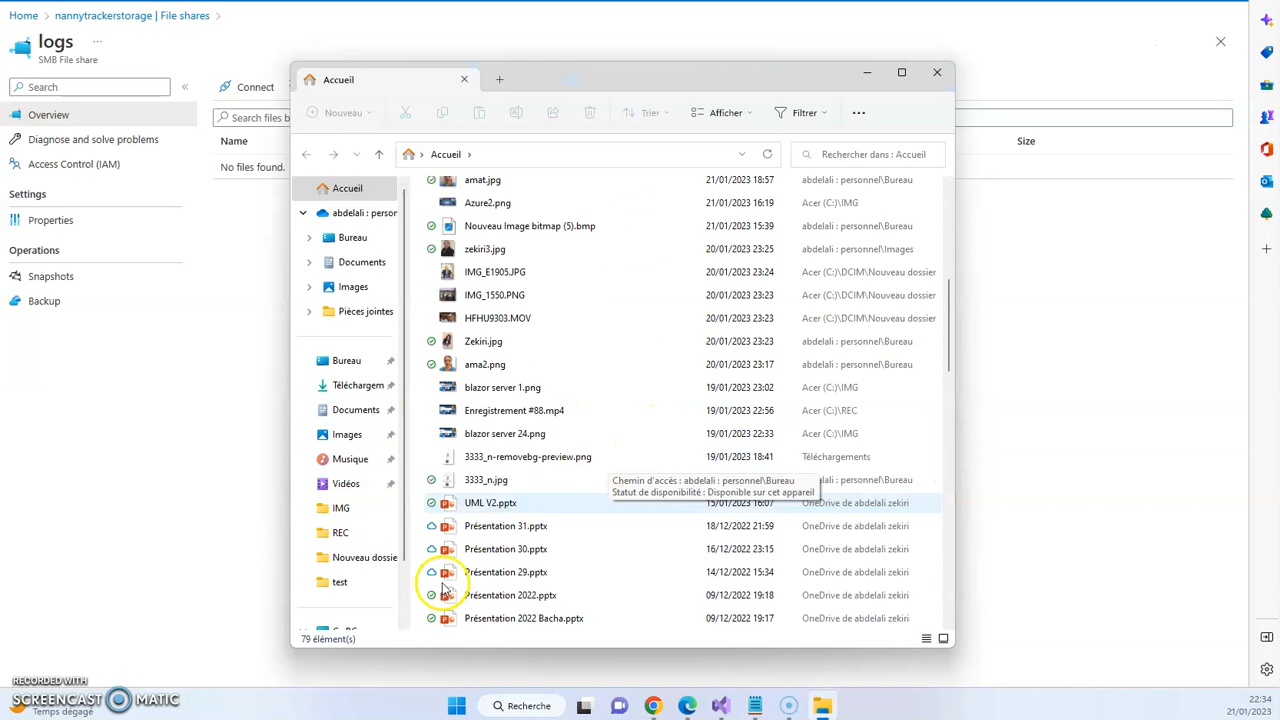 Home > nannytrackerstorage | File shares >
logs ...
SMB File share
Search «
Connect
Overview
Diagnose and solve problems
Access Control (IAM)
Settings
Properties
Operations
Snapshots
Backup
Search files b
Name
Size
No files found.
Accueil
Nouveau
Trier
Afficher
Filtrer
Accueil >
Rechercher dans : Accueil
Accueil
abdelali : person
Bureau
Documents
Images
Pièces jointes
Bureau
Téléchargem
Documents
Images
Musique
Vidéos
IMG
REC
Nouveau dossie
test
amat.jpg 21/01/2023 18:57 abdelali : personnel\Bureau
Azure2.png 21/01/2023 16:19 Acer (C:)\IMG
Nouveau Image bitmap (5).bmp 21/01/2023 15:39 abdelali : personnel\Bureau
zekiri3.jpg 20/01/2023 23:25 abdelali : personnel\Images
IMG_E1905.JPG 20/01/2023 23:24 Acer (C:)\DCIM\Nouveau dossier
IMG_1550.PNG 20/01/2023 23:23 Acer (C:)\DCIM\Nouveau dossier
HFHU9303.MOV 20/01/2023 23:23 Acer (C:)\DCIM\Nouveau dossier
Zekiri.jpg 20/01/2023 23:23 abdelali : personnel\Bureau
ama2.png 20/01/2023 23:17 abdelali : personnel\Bureau
blazor server 1.png 19/01/2023 23:02 Acer (C:)\IMG
Enregistrement #88.mp4 19/01/2023 22:56 Acer (C:)\REC
blazor server 24.png 19/01/2023 22:33 Acer (C:)\IMG
3333_n-removebg-preview.png 19/01/2023 18:41 Téléchargements
3333_n.jpg abdelali : personnel\Bureau
Chemin d'accès : abdelali : personnel\Bureau
Statut de disponibilité : Disponible sur cet appareil
UML V2.pptx 15/01/2023 16:07 OneDrive de abdelali zekiri
Présentation 31.pptx 18/12/2022 21:59 OneDrive de abdelali zekiri
Présentation 30.pptx 16/12/2022 23:15 OneDrive de abdelali zekiri
Présentation 29.pptx 14/12/2022 15:34 OneDrive de abdelali zekiri
Présentation 2022.pptx 09/12/2022 19:18 OneDrive de abdelali zekiri
Présentation 2022 Bacha.pptx 09/12/2022 19:17 OneDrive de abdelali zekiri
79 élément(s)
RECORDED WITH
SCREENCAST MATIC
Temps dégagé
Recherche
22:34
21/01/2023